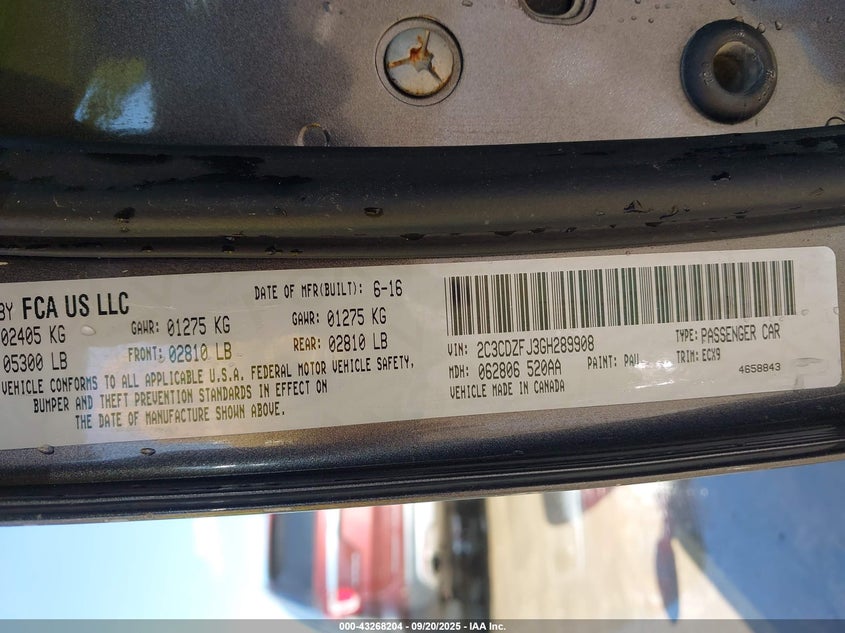 BY FCA US LLC DATE OF MFR(BUILT): 6-16
02405 KG GAWR: 01275 KG GAWR: 01275 KG
05300 LB FRONT: 02810 LB REAR: 02810 LB
VEHICLE CONFORMS TO ALL APPLICABLE U.S.A. FEDERAL MOTOR VEHICLE SAFETY,
BUMPER AND THEFT PREVENTION STANDARDS IN EFFECT ON
THE DATE OF MANUFACTURE SHOWN ABOVE.
VIN: 2C3CDZFJ3GH289908 TYPE: PASSENGER CAR
MDH: 062806 520AA PAINT: PAU TRIM: ECX9
VEHICLE MADE IN CANADA 4658843
000-43268204 - 09/20/2025 - IAA Inc.